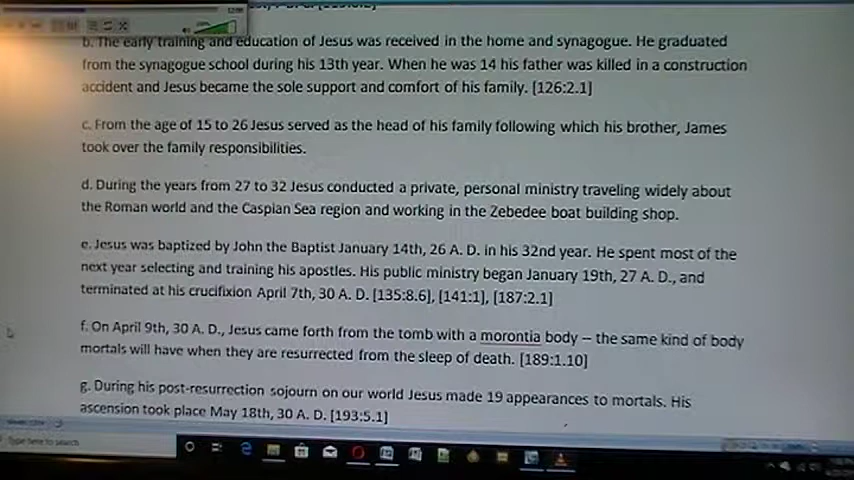 b. The early training and education of Jesus was received in the home and synagogue. He graduated
from the synagogue school during his 13th year. When he was 14 his father was killed in a construction
accident and Jesus became the sole support and comfort of his family. [126:2.1]
c. From the age of 15 to 26 Jesus served as the head of his family following which his brother, James
took over the family responsibilities.
d. During the years from 27 to 32 Jesus conducted a private, personal ministry traveling widely about
the Roman world and the Caspian Sea region and working in the Zebedee boat building shop.
e. Jesus was baptized by John the Baptist January 14th, 26 A. D. in his 32nd year. He spent most of the
next year selecting and training his apostles. His public ministry began January 19th, 27 A. D., and
terminated at his crucifixion April 7th, 30 A. D. [135:8.6], [141:1], [187:2.1]
f. On April 9th, 30 A. D., Jesus came forth from the tomb with a morontia body – the same kind of body
mortals will have when they are resurrected from the sleep of death. [189:1.10]
g. During his post-resurrection sojourn on our world Jesus made 19 appearances to mortals. His
ascension took place May 18th, 30 A. D. [193:5.1]
Type here to search